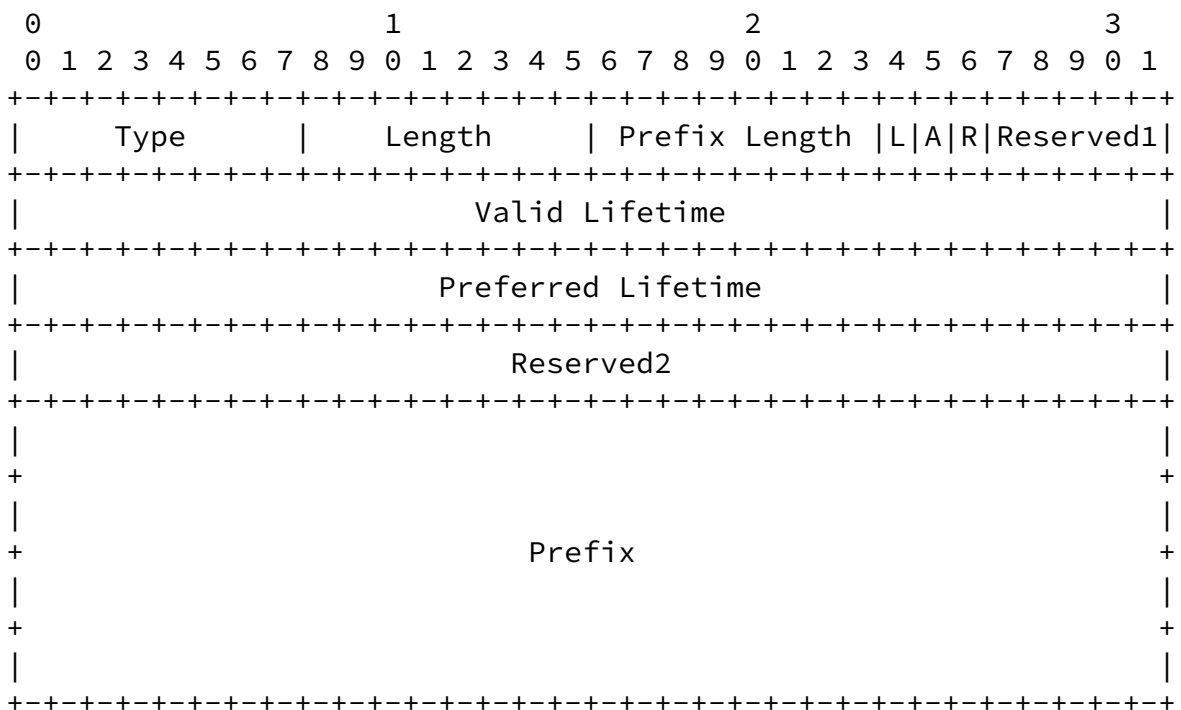 0                   1                   2                   3
 0 1 2 3 4 5 6 7 8 9 0 1 2 3 4 5 6 7 8 9 0 1 2 3 4 5 6 7 8 9 0 1
+-+-+-+-+-+-+-+-+-+-+-+-+-+-+-+-+-+-+-+-+-+-+-+-+-+-+-+-+-+-+-+-+
|     Type      |    Length     | Prefix Length |L|A|R|Reserved1|
+-+-+-+-+-+-+-+-+-+-+-+-+-+-+-+-+-+-+-+-+-+-+-+-+-+-+-+-+-+-+-+-+
|                         Valid Lifetime                        |
+-+-+-+-+-+-+-+-+-+-+-+-+-+-+-+-+-+-+-+-+-+-+-+-+-+-+-+-+-+-+-+-+
|                       Preferred Lifetime                      |
+-+-+-+-+-+-+-+-+-+-+-+-+-+-+-+-+-+-+-+-+-+-+-+-+-+-+-+-+-+-+-+-+
|                           Reserved2                           |
+-+-+-+-+-+-+-+-+-+-+-+-+-+-+-+-+-+-+-+-+-+-+-+-+-+-+-+-+-+-+-+-+
|                                                               |
+                                                               +
|                                                               |
+                            Prefix                             +
|                                                               |
+                                                               +
|                                                               |
+-+-+-+-+-+-+-+-+-+-+-+-+-+-+-+-+-+-+-+-+-+-+-+-+-+-+-+-+-+-+-+-+